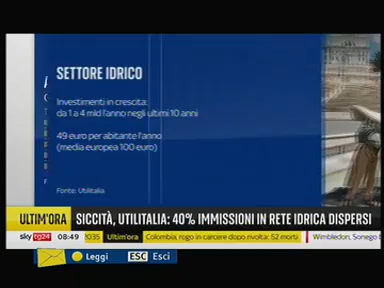 SETTORE IDRICO
Investimenti in crescita:
da 1 a 4 mld l'anno negli ultimi 10 anni
49 euro per abitante l'anno
(media europea 100 euro)
Fonte: Utilitalia
ULTIM'ORA SICCITÀ, UTILITALIA: 40% IMMISSIONI IN RETE IDRICA DISPERSI
sky tg24 08:49 1035 Ultim'ora Colombia, rogo in carcere dopo rivolta: 52 morti Wimbledon, Sonego
Leggi ESC Esci